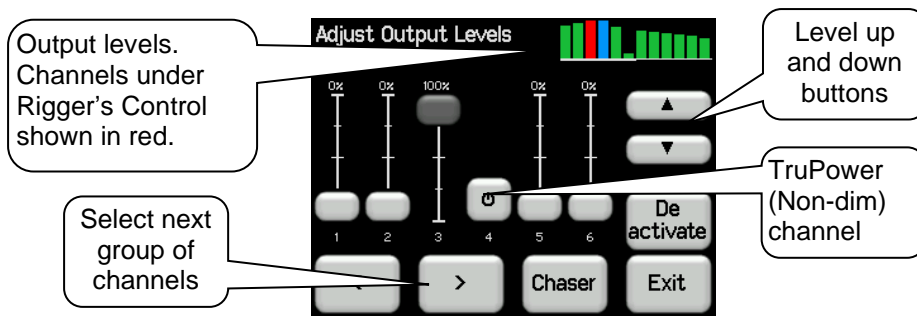 Output levels.
Channels under
Rigger's Control
shown in red.
Adjust Output Levels
Level up
and down
buttons
0% 0% 100% 0% 0%
1 2 3 4 5 6
TruPower
(Non-dim)
channel
De
activate
Select next
group of
channels
> Chaser Exit